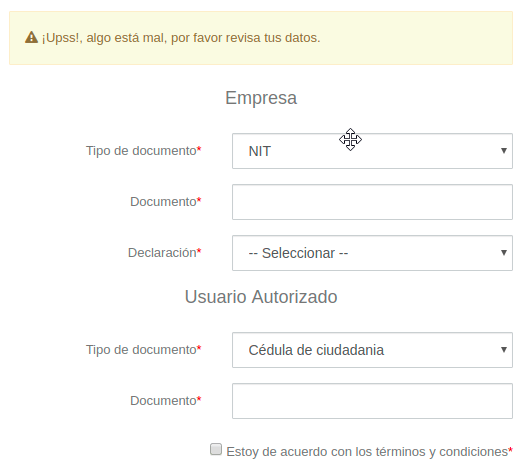 ¡Upss!, algo está mal, por favor revisa tus datos.
Empresa
Tipo de documento* NIT
Documento*
Declaración* -- Seleccionar --
Usuario Autorizado
Tipo de documento* Cédula de ciudadania
Documento*
Estoy de acuerdo con los términos y condiciones*